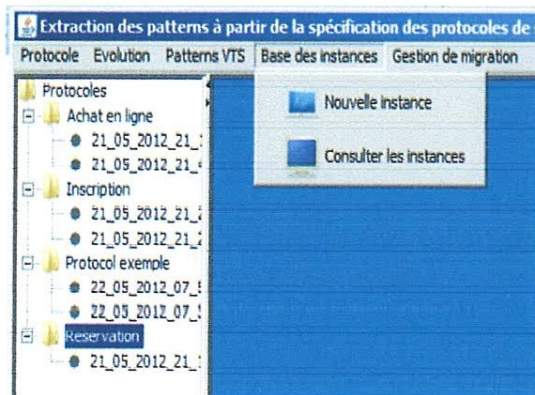 Extraction des patterns à partir de la spécification des protocoles de
Protocole Evolution Patterns VTS Base des instances Gestion de migration
Protocoles
Achat en ligne
21_05_2012_21_
21_05_2012_21_
Inscription
21_05_2012_21_2
21_05_2012_21_2
Protocol exemple
22_05_2012_07_
22_05_2012_07_
Reservation
21_05_2012_21_
Nouvelle instance
Consulter les instances